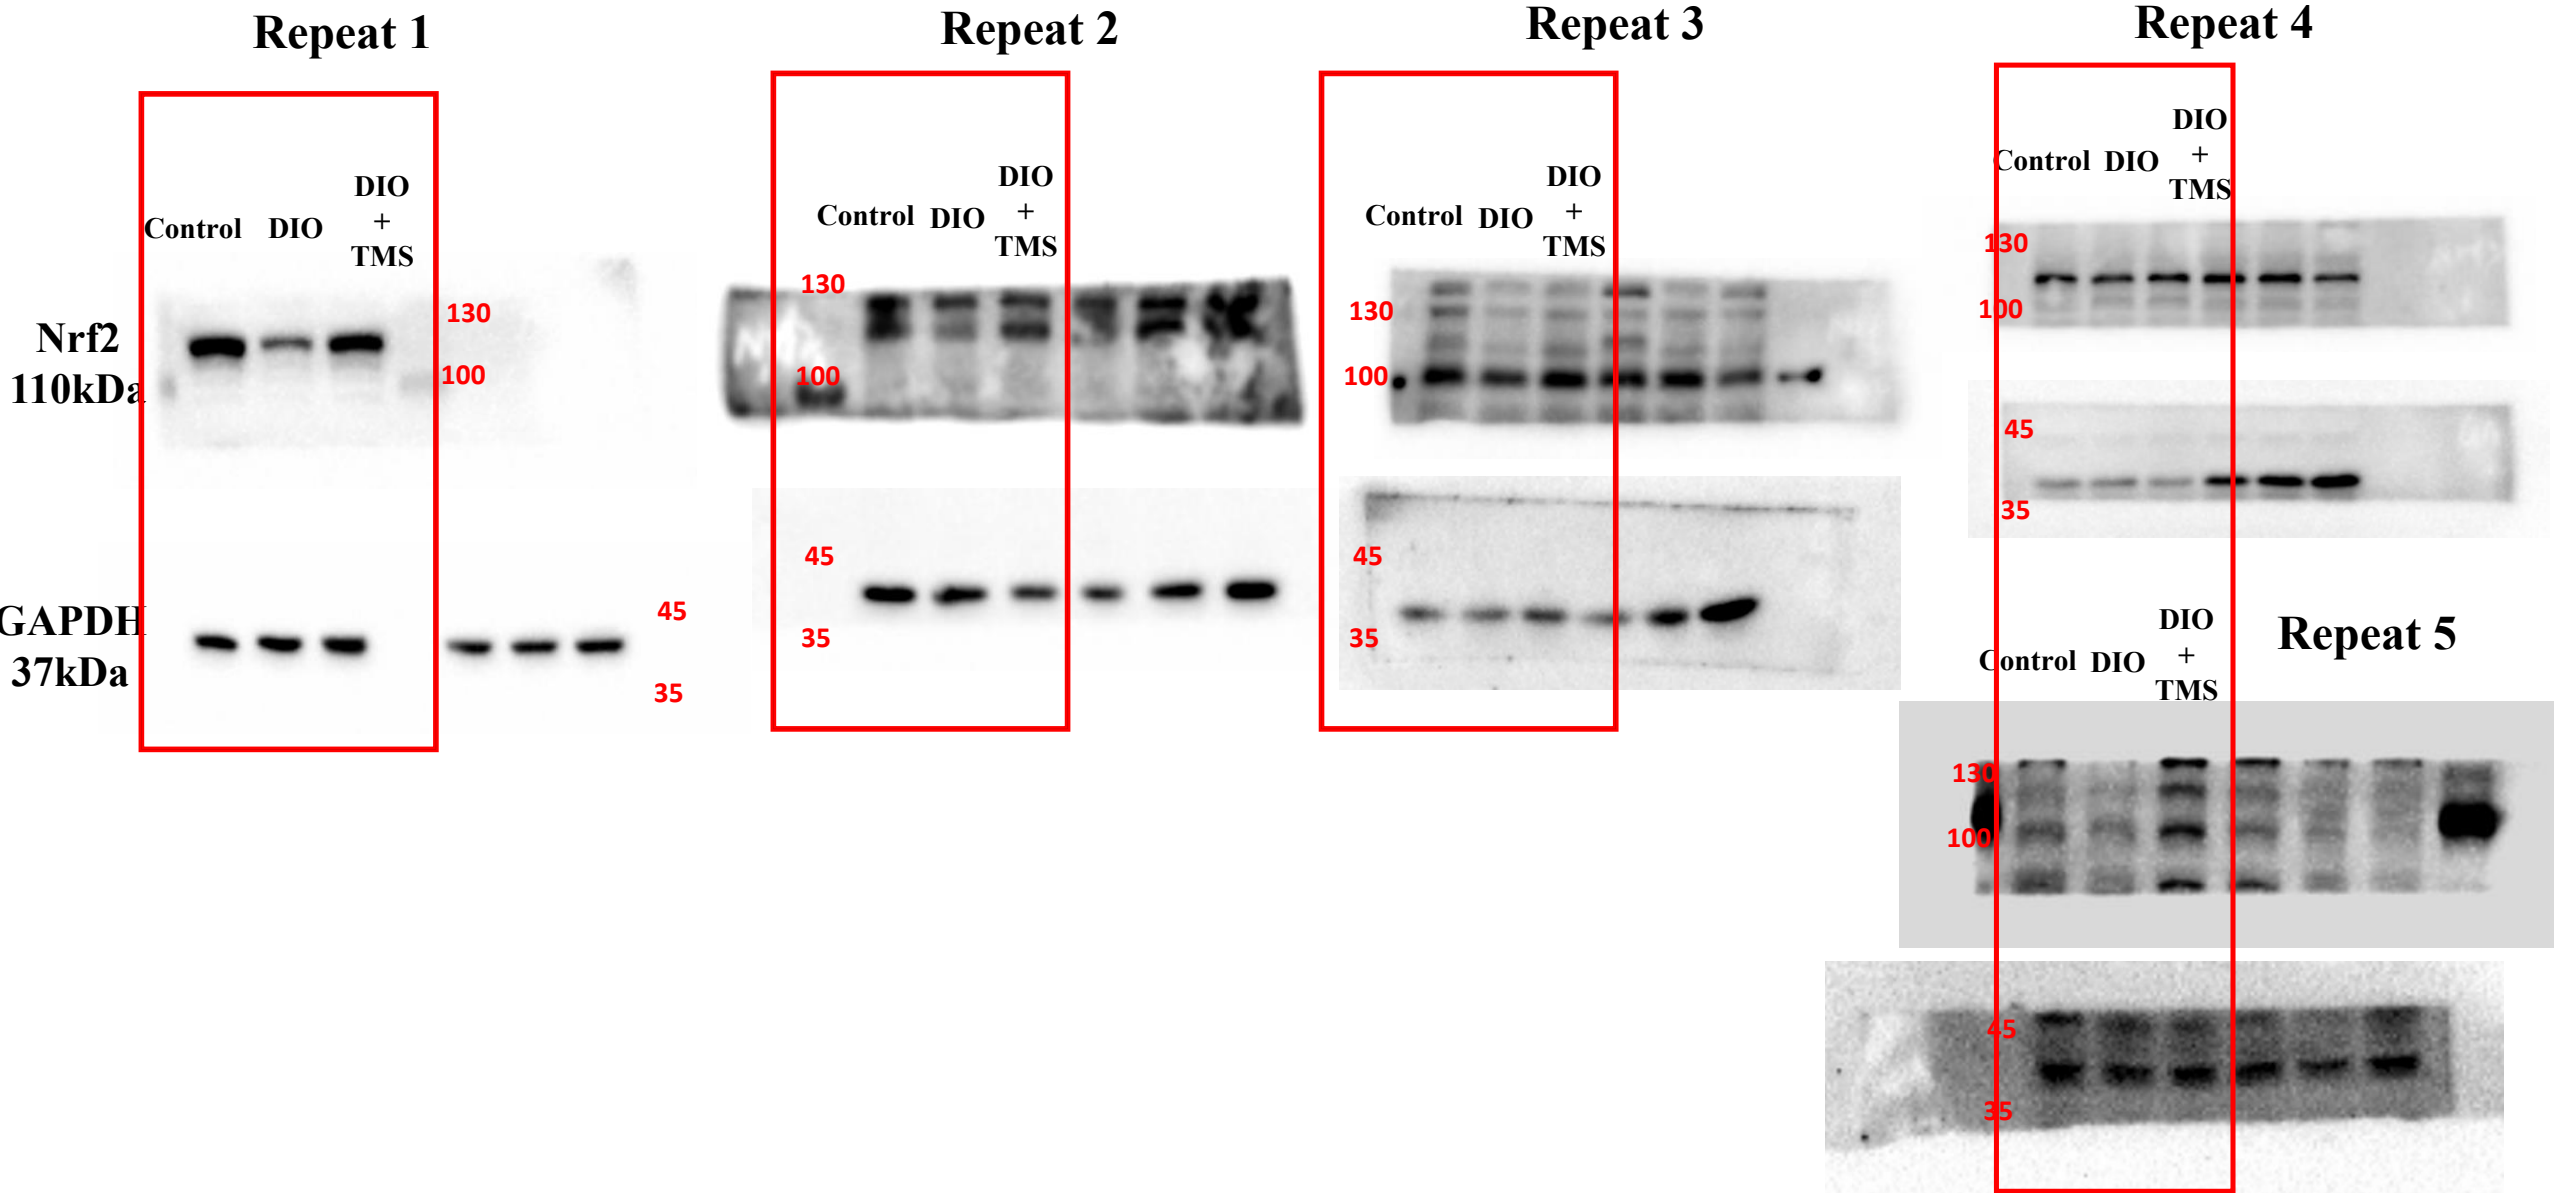 Repeat 1
Control
DIO
DIO
+
TMS
Nrf2
110kDa
130
100
GAPDH
37kDa
45
35
Repeat 2
Control
DIO
DIO
+
TMS
130
100
45
35
Repeat 3
Control
DIO
DIO
+
TMS
130
100
45
35
Repeat 4
Control
DIO
DIO
+
TMS
130
100
45
35
Repeat 5
Control
DIO
DIO
+
TMS
130
100
45
35